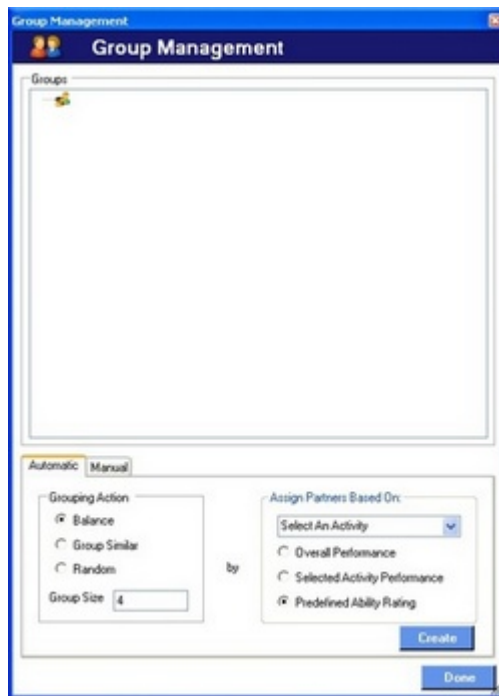 Group Management
Group Management
Groups
Automatic Manual
Grouping Action
Balance
Group Similar
Random
Group Size 4
by
Assign Partners Based On:
Select An Activity
Overall Performance
Selected Activity Performance
Predefined Ability Rating
Create
Done